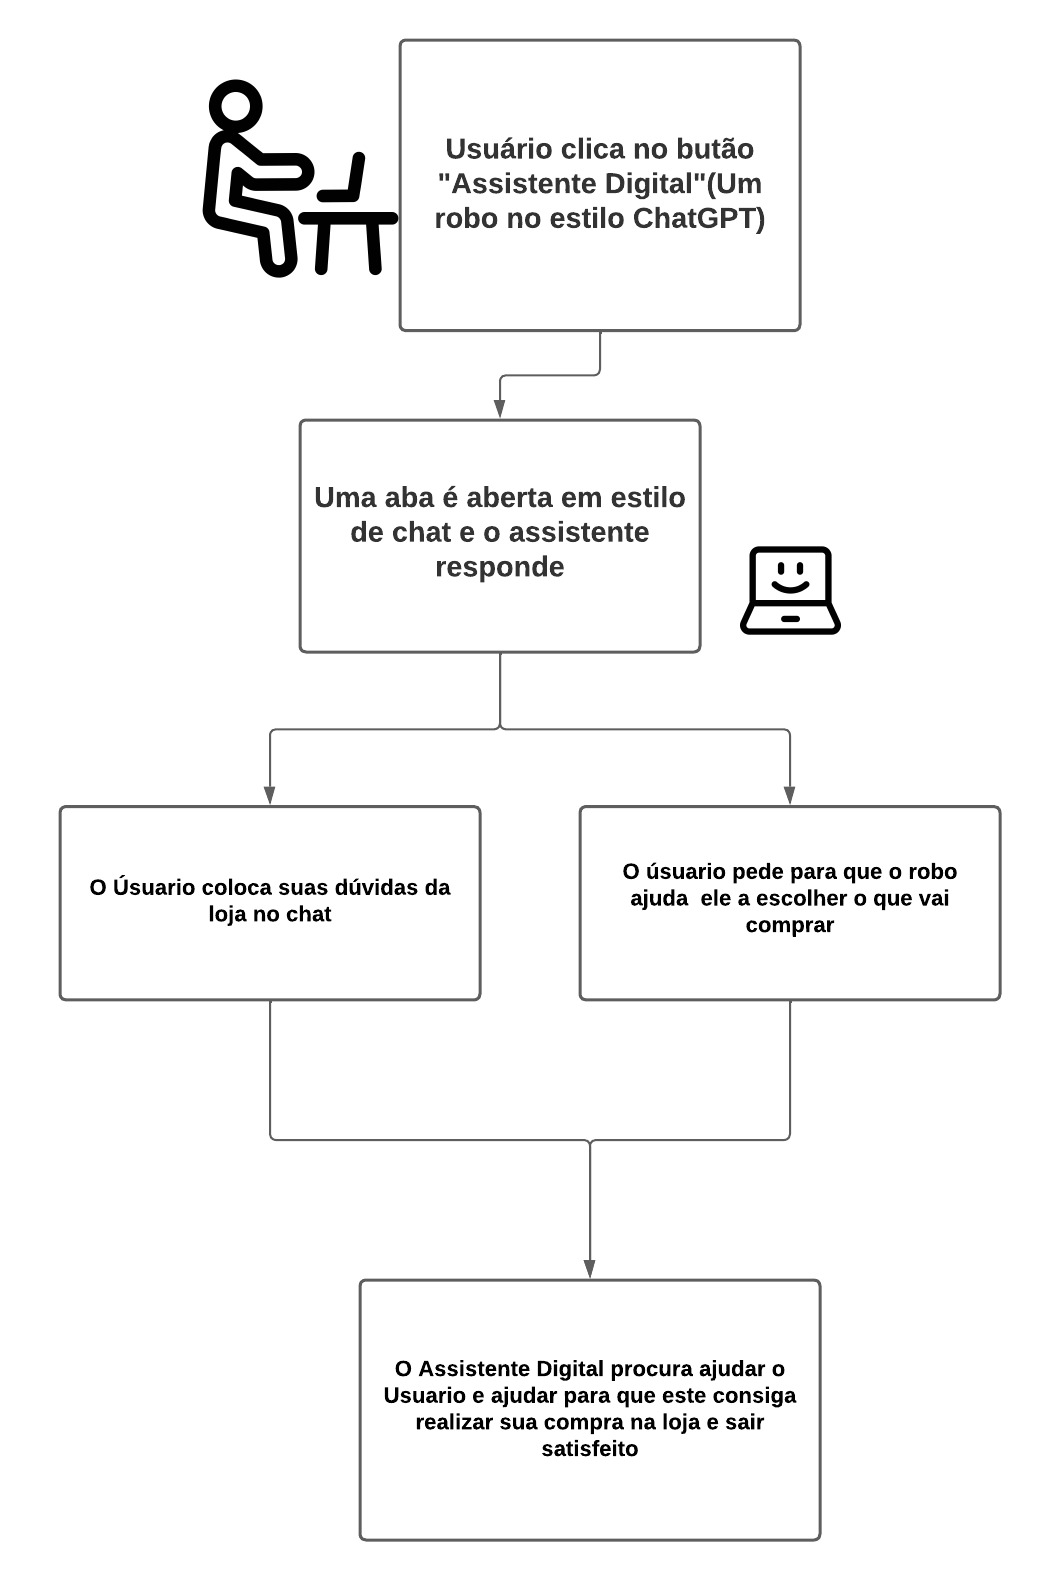 Usuário clica no butão
"Assistente Digital"(Um
robo no estilo ChatGPT)
Uma aba é aberta em estilo
de chat e o assistente
responde
O Úsuario coloca suas dúvidas da
loja no chat
O úsuario pede para que o robo
ajuda  ele a escolher o que vai
comprar
O Assistente Digital procura ajudar o
Usuario e ajudar para que este consiga
realizar sua compra na loja e sair
satisfeito